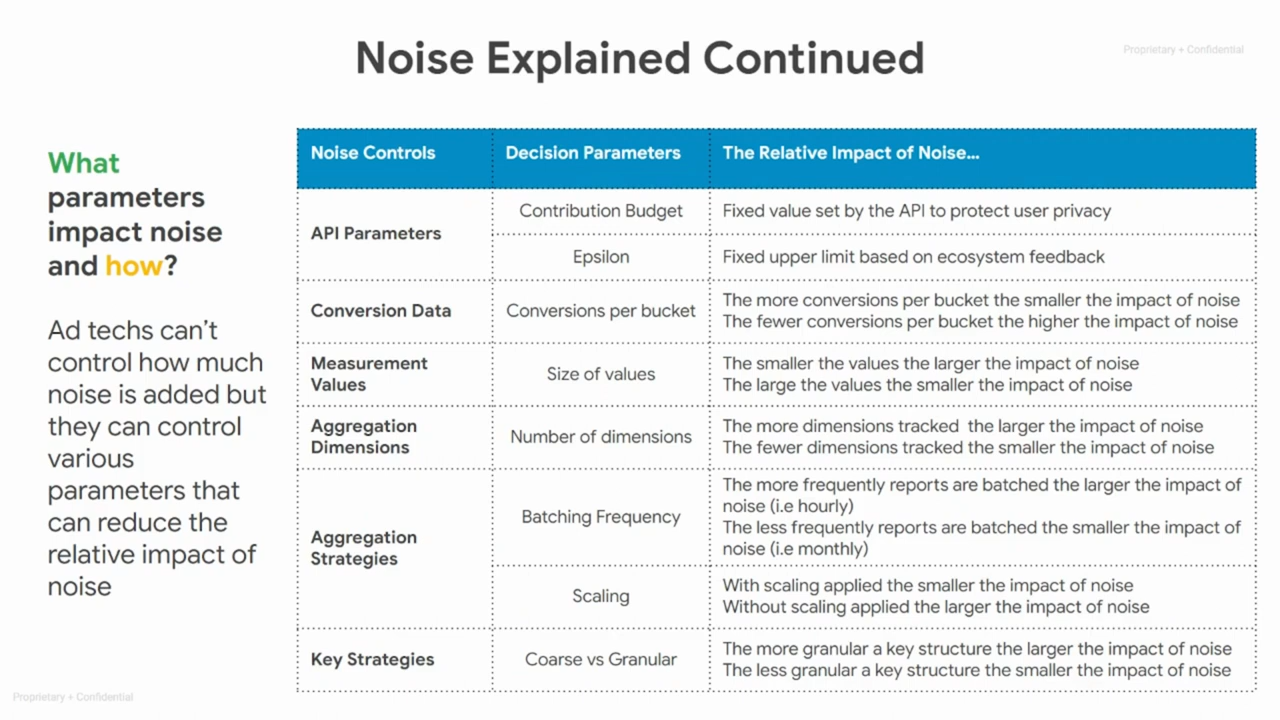 Noise Explained Continued
Proprietary + Confidential
What
parameters
impact noise
and how?
Ad techs can't
control how much
noise is added but
they can control
various
parameters that
can reduce the
relative impact of
noise
Noise Controls
Decision Parameters
The Relative Impact of Noise...
API Parameters
Contribution Budget
Fixed value set by the API to protect user privacy
Epsilon
Fixed upper limit based on ecosystem feedback
Conversion Data
Conversions per bucket
The more conversions per bucket the smaller the impact of noise
The fewer conversions per bucket the higher the impact of noise
Measurement
Values
Size of values
The smaller the values the larger the impact of noise
The large the values the smaller the impact of noise
Aggregation
Dimensions
Number of dimensions
The more dimensions tracked  the larger the impact of noise
The fewer dimensions tracked the smaller the impact of noise
Aggregation
Strategies
Batching Frequency
The more frequently reports are batched the larger the impact of
noise (i.e hourly)
The less frequently reports are batched the smaller the impact of
noise (i.e monthly)
Scaling
With scaling applied the smaller the impact of noise
Without scaling applied the larger the impact of noise
Key Strategies
Coarse vs Granular
The more granular a key structure the larger the impact of noise
The less granular a key structure the smaller the impact of noise
Proprietary + Confidential